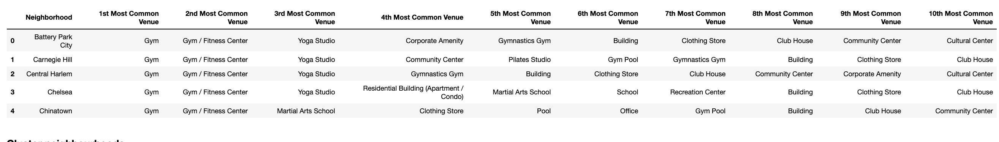 Neighborhood 1st Most Common Venue 2nd Most Common Venue 3rd Most Common Venue 4th Most Common Venue 5th Most Common Venue 6th Most Common Venue 7th Most Common Venue 8th Most Common Venue 9th Most Common Venue 10th Most Common Venue
0 Battery Park City Gym Gym / Fitness Center Yoga Studio Corporate Amenity Gymnastics Gym Building Clothing Store Club House Community Center Cultural Center
1 Carnegie Hill Gym Gym / Fitness Center Yoga Studio Community Center Pilates Studio Gym Pool Gymnastics Gym Building Clothing Store Club House
2 Central Harlem Gym Gym / Fitness Center Yoga Studio Gymnastics Gym Building Clothing Store Club House Community Center Corporate Amenity Cultural Center
3 Chelsea Gym Gym / Fitness Center Yoga Studio Residential Building (Apartment / Condo) Martial Arts School School Recreation Center Building Clothing Store Club House
4 Chinatown Gym Gym / Fitness Center Martial Arts School Clothing Store Pool Office Gym Pool Building Club House Community Center
Cluster neighbourhoods